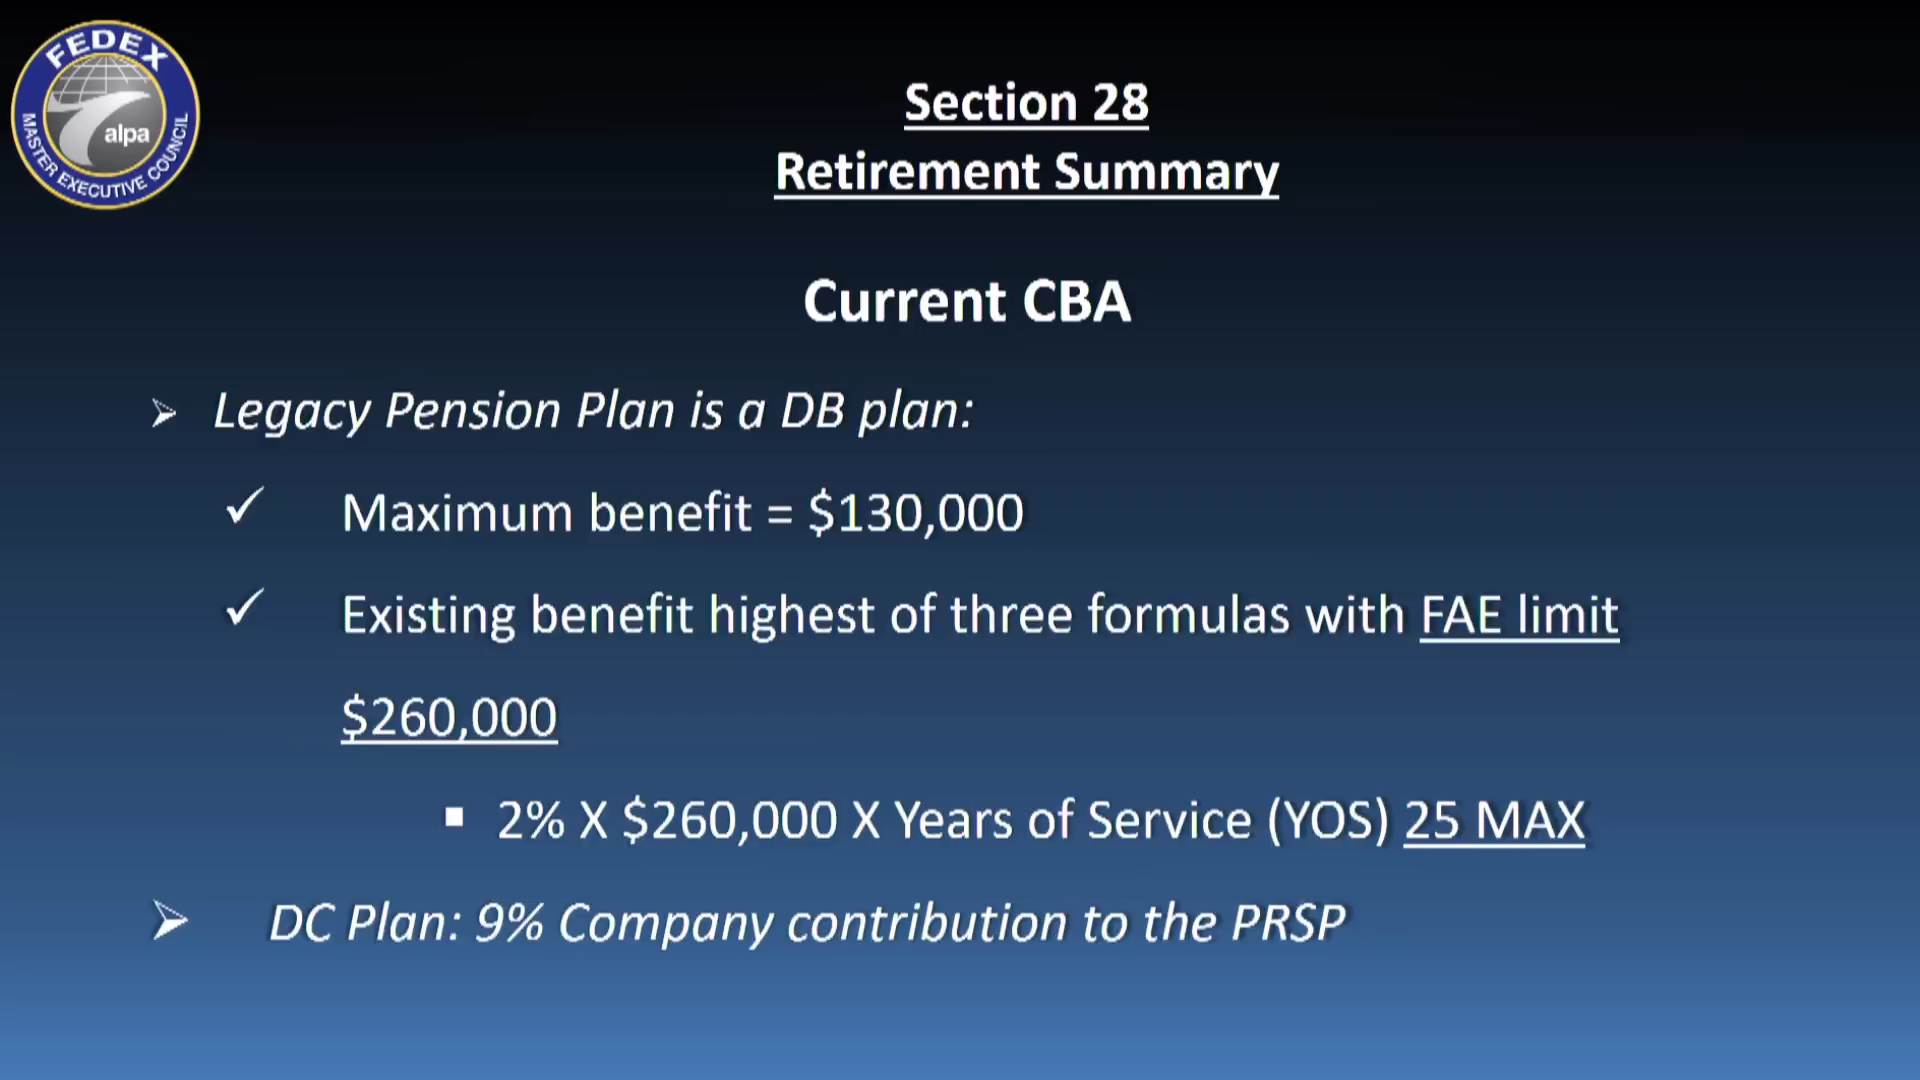 FEDEX
alpa
MASTER EXECUTIVE COUNCIL
Section 28
Retirement Summary
Current CBA
Legacy Pension Plan is a DB plan:
Maximum benefit = $130,000
Existing benefit highest of three formulas with FAE limit
$260,000
2% X $260,000 X Years of Service (YOS) 25 MAX
DC Plan: 9% Company contribution to the PRSP